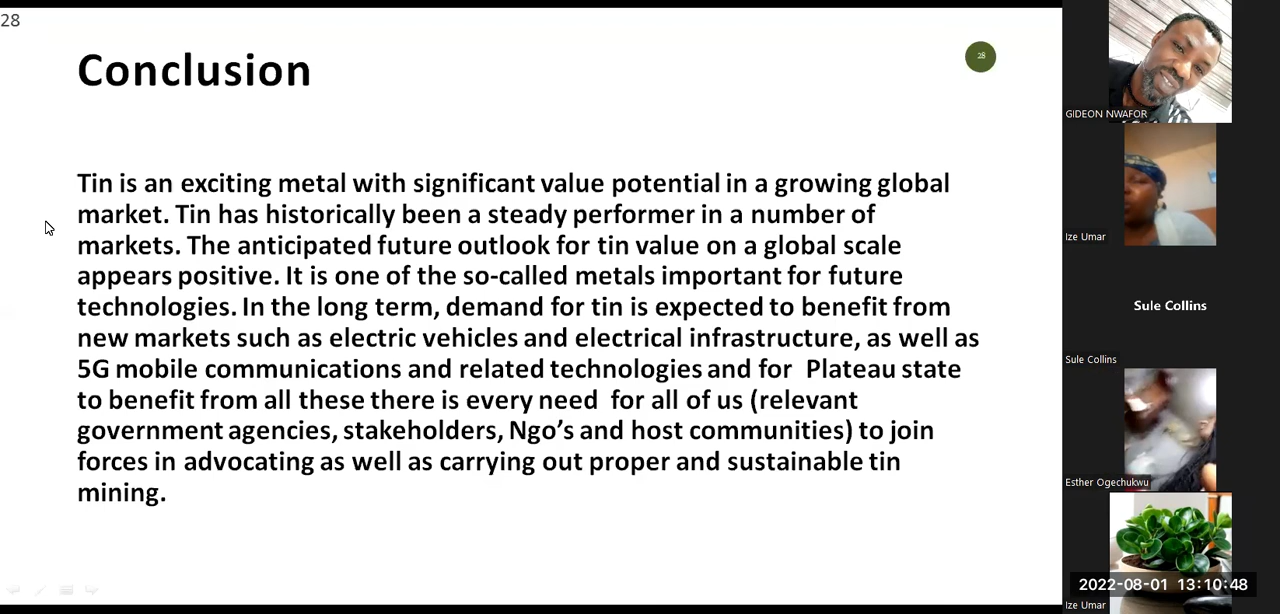 28
Conclusion
28
Tin is an exciting metal with significant value potential in a growing global
market. Tin has historically been a steady performer in a number of
markets. The anticipated future outlook for tin value on a global scale
appears positive. It is one of the so-called metals important for future
technologies. In the long term, demand for tin is expected to benefit from
new markets such as electric vehicles and electrical infrastructure, as well as
5G mobile communications and related technologies and for  Plateau state
to benefit from all these there is every need  for all of us (relevant
government agencies, stakeholders, Ngo’s and host communities) to join
forces in advocating as well as carrying out proper and sustainable tin
mining.
GIDEON NWAFOR
Ize Umar
Sule Collins
Sule Collins
Esther Ogechukwu
2022-08-01 13:10:48
Ize Umar